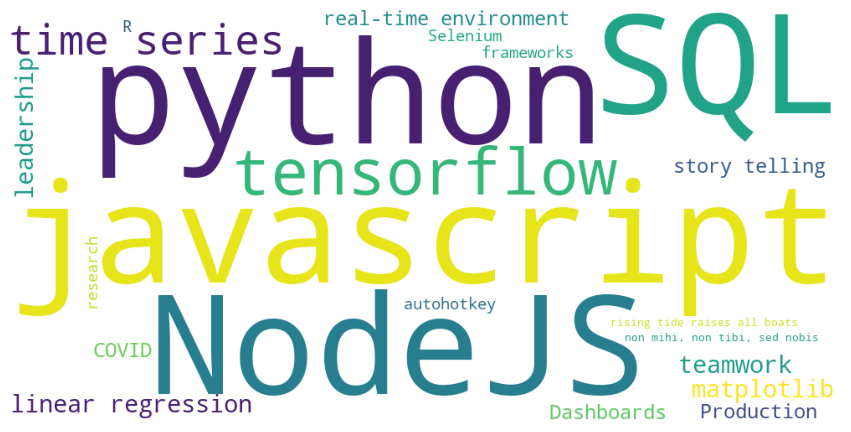 real-time environment
SQL
R
time series
Selenium
frameworks
python
leadership
tensorflow
story telling
javascript
research
NodeJS
autohotkey
rising tide raises all boats
non mihi, non tibi, sed nobis
COVID
teamwork
matplotlib
linear regression
Dashboards
Production